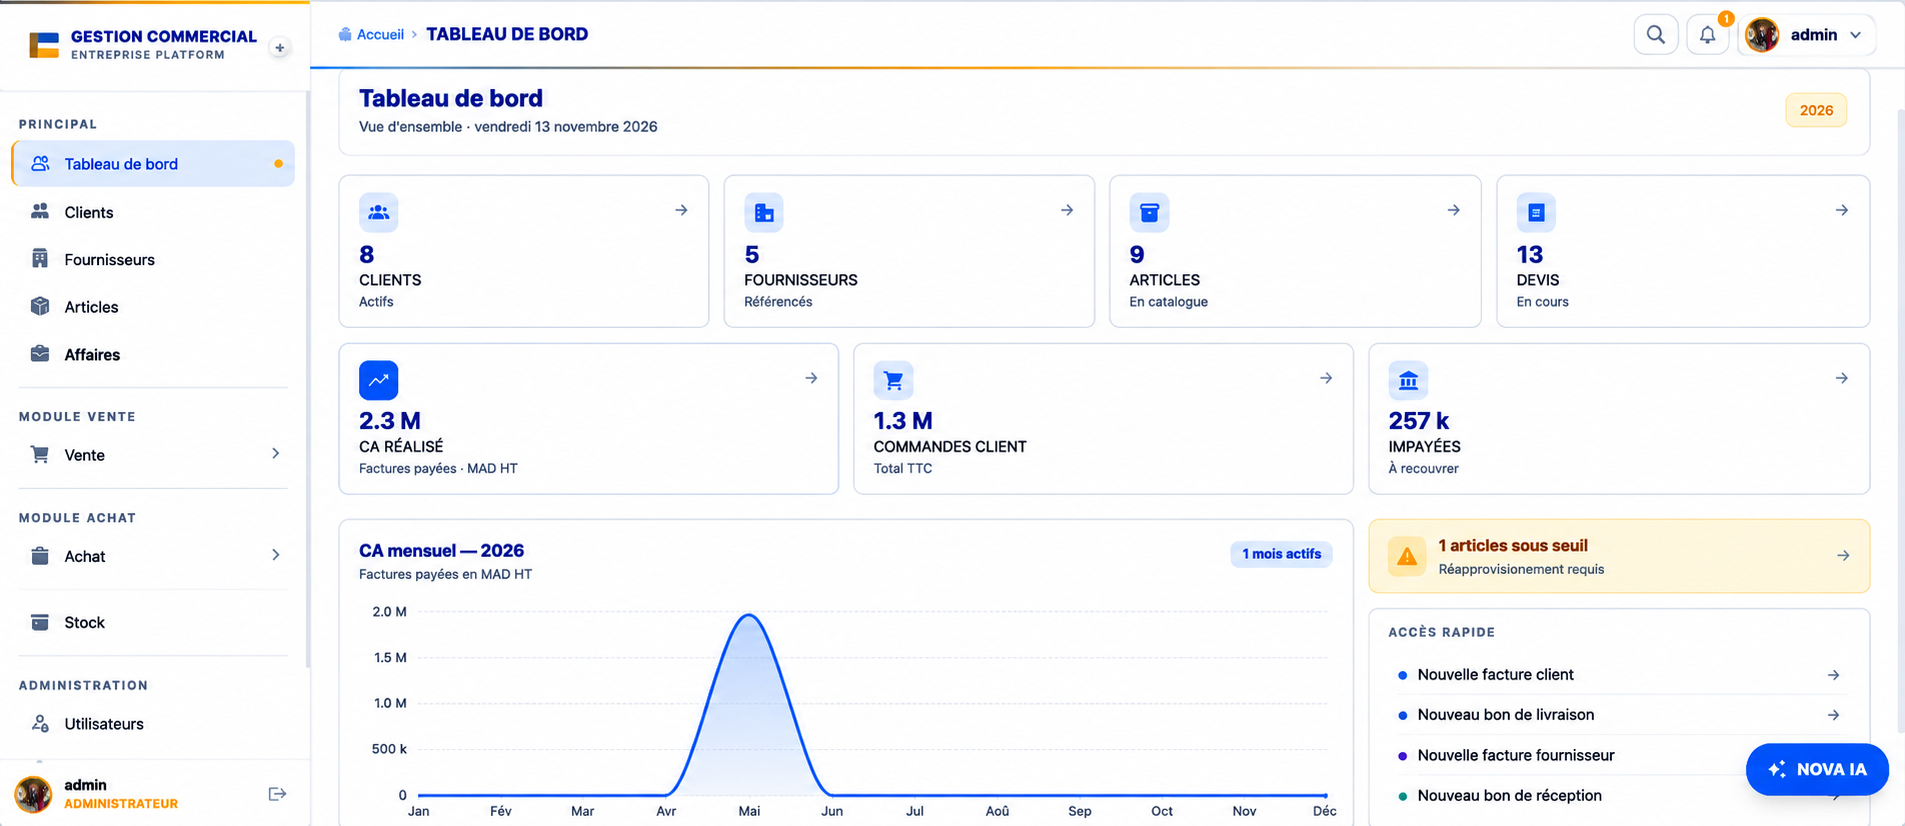 GESTION COMMERCIAL
ENTREPRISE PLATFORM
+
PRINCIPAL
Tableau de bord
Clients
Fournisseurs
Articles
Affaires
MODULE VENTE
Vente
MODULE ACHAT
Achat
Stock
ADMINISTRATION
Utilisateurs
admin
ADMINISTRATEUR
Accueil › TABLEAU DE BORD
1
admin
Tableau de bord
Vue d'ensemble · vendredi 13 novembre 2026
2026
8
CLIENTS
Actifs
5
FOURNISSEURS
Référencés
9
ARTICLES
En catalogue
13
DEVIS
En cours
2.3 M
CA RÉALISÉ
Factures payées · MAD HT
1.3 M
COMMANDES CLIENT
Total TTC
257 k
IMPAYÉES
À recouvrer
CA mensuel — 2026
Factures payées en MAD HT
1 mois actifs
2.0 M
1.5 M
1.0 M
500 k
0
Jan Fév Mar Avr Mai Jun Jul Aoû Sep Oct Nov Déc
1 articles sous seuil
Réapprovisionement requis
ACCÈS RAPIDE
Nouvelle facture client
Nouveau bon de livraison
Nouvelle facture fournisseur
Nouveau bon de réception
NOVA IA